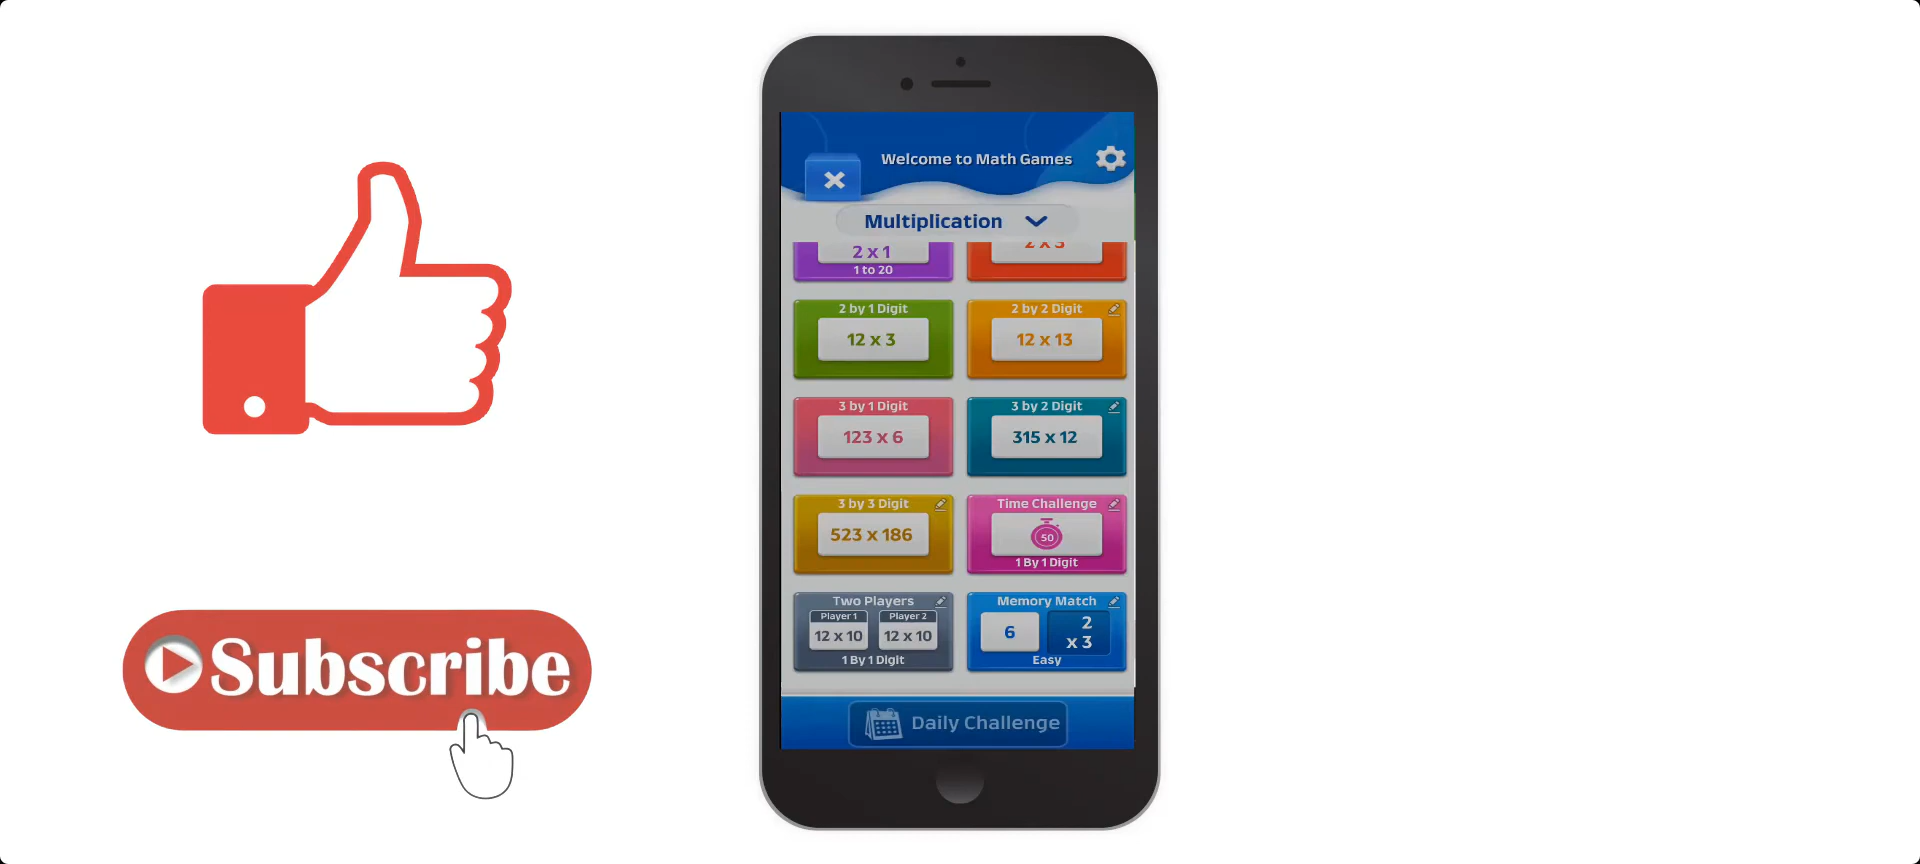 Welcome to Math Games
Multiplication
2 x 1
1 to 20
2 x 3
2 by 1 Digit
12 x 3
2 by 2 Digit
12 x 13
3 by 1 Digit
123 x 6
3 by 2 Digit
315 x 12
3 by 3 Digit
523 x 186
Time Challenge
50
1 By 1 Digit
Two Players
Player 1
Player 2
12 x 10
12 x 10
1 By 1 Digit
Memory Match
6
2
x 3
Easy
Daily Challenge
Subscribe